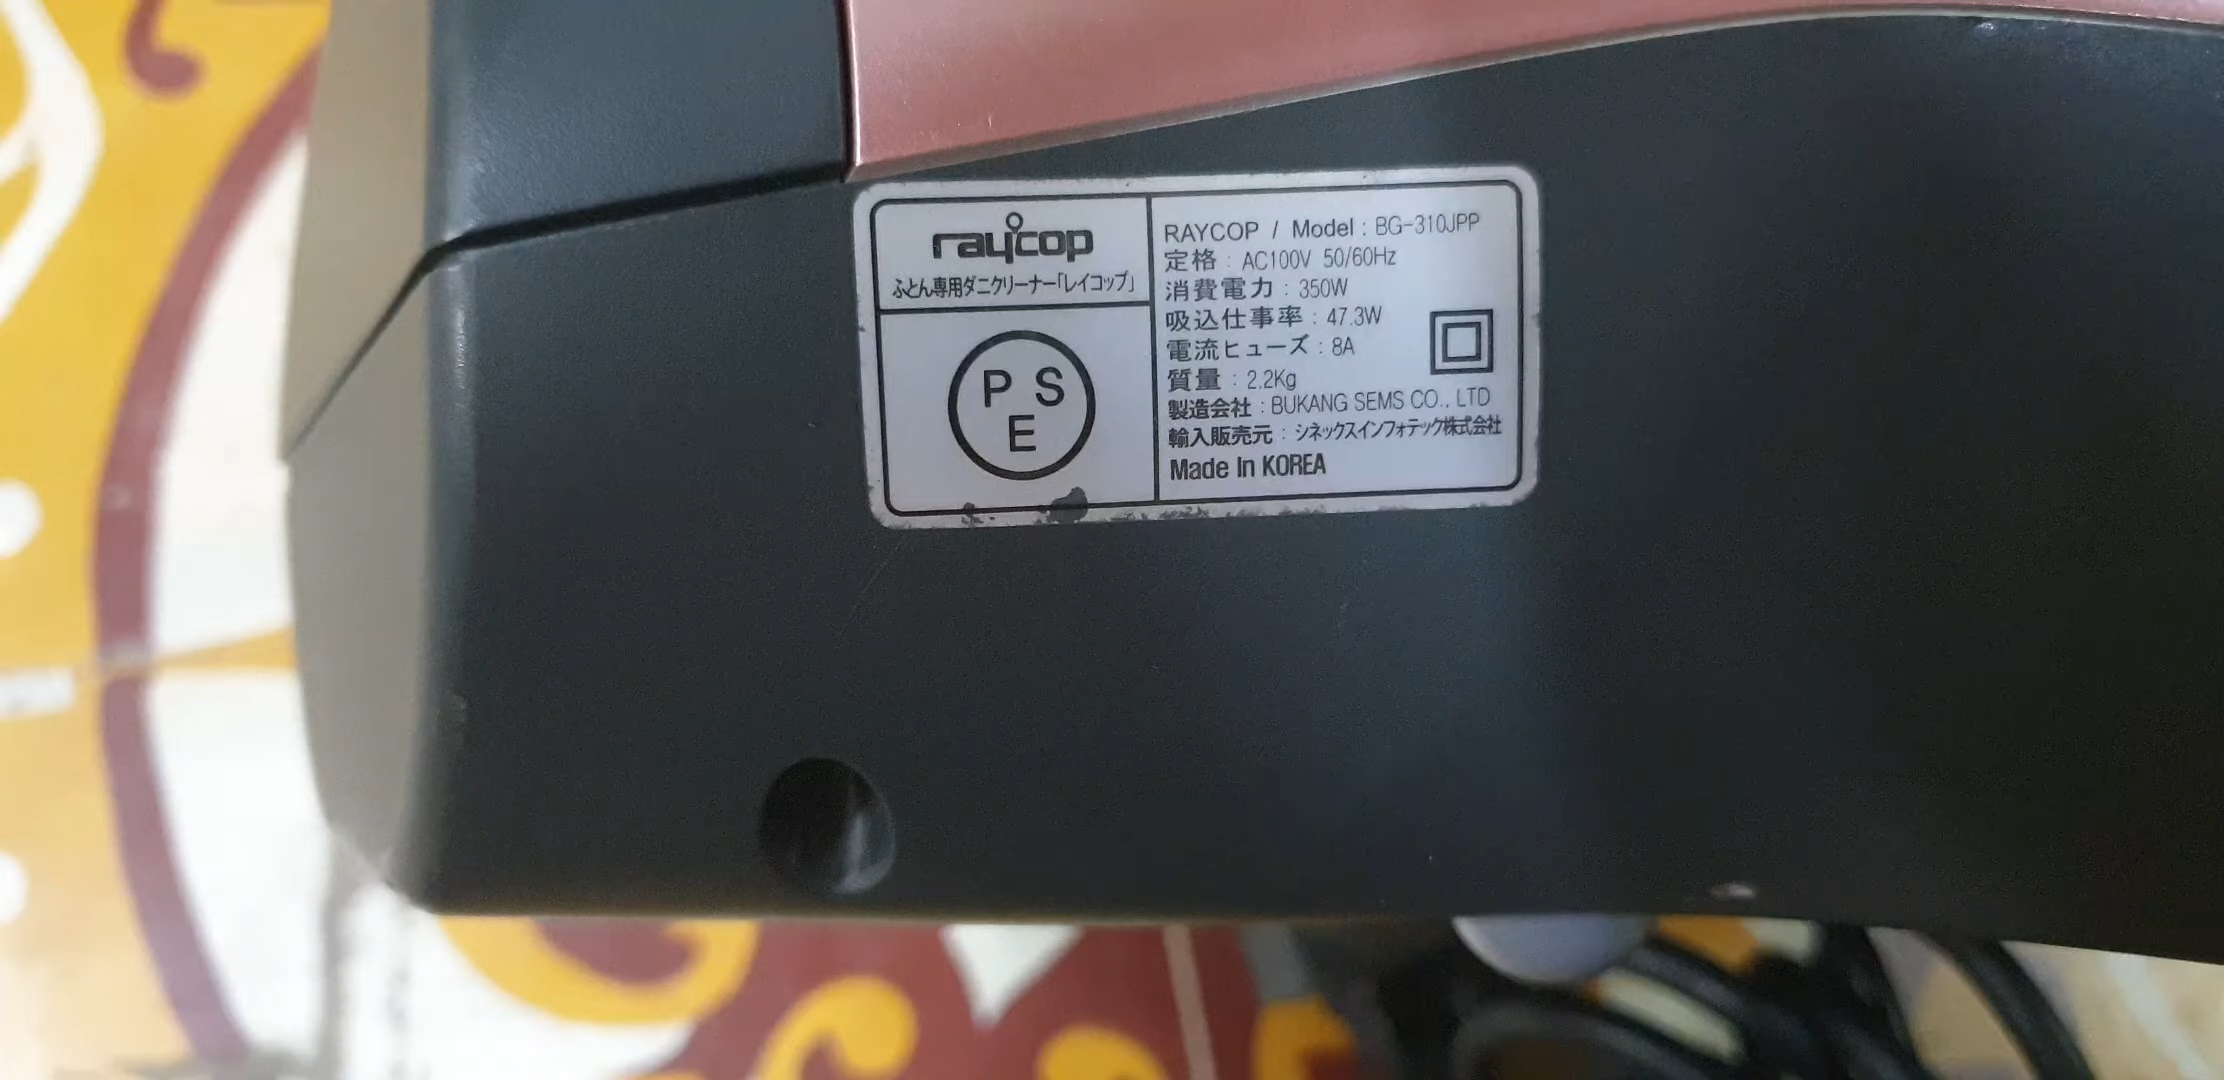 raycop
ふとん専用ダニクリーナー「レイコップ」
P S
E
RAYCOP / Model : BG-310JPP
定格 : AC100V 50/60Hz
消費電力 : 350W
吸込仕事率 : 47.3W
電流ヒューズ : 8A
質量 : 2.2Kg
製造会社 : BUKANG SEMS CO., LTD
輸入販売元 : シネックスインフォテック株式会社
Made In KOREA